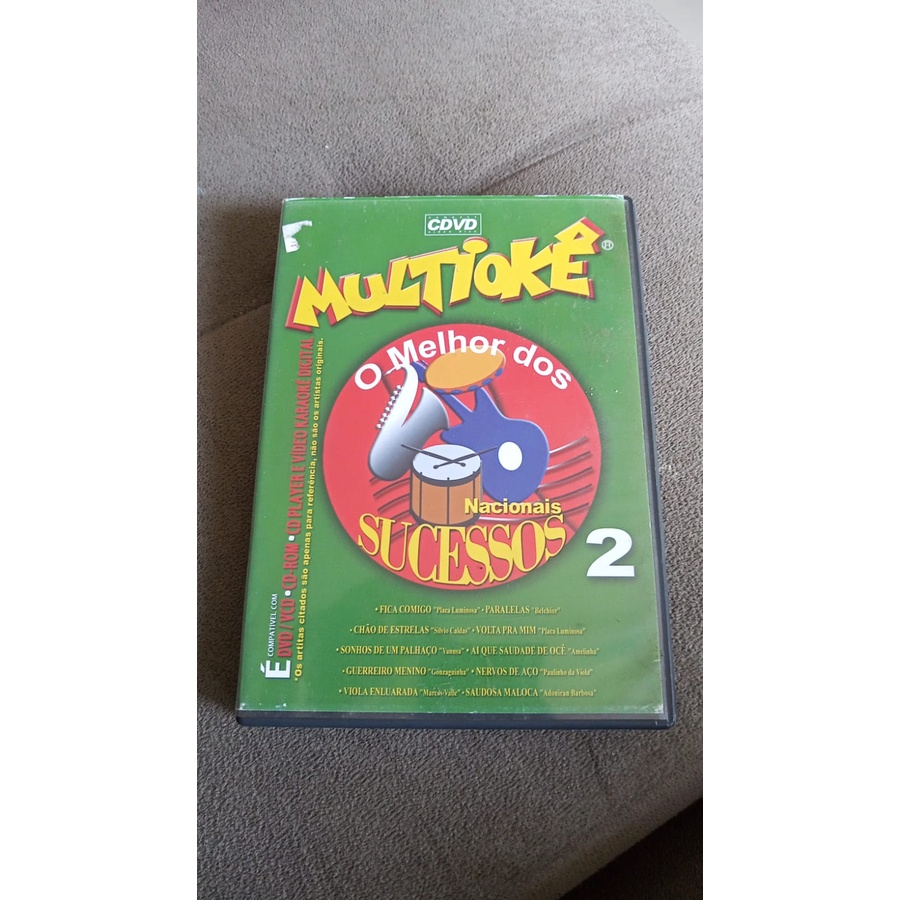 CDVD
MULTIOKÊ ®
O Melhor dos
Nacionais
SUCESSOS
2
• FICA COMIGO "Placa Luminosa" • PARALELAS "Belchior"
• CHÃO DE ESTRELAS "Silvio Caldas" • VOLTA PRA MIM "Placa Luminosa"
• SONHOS DE UM PALHAÇO "Vanusa" • AI QUE SAUDADE DE OCÊ "Amelinha"
• GUERREIRO MENINO "Gonzaguinha" • NERVOS DE AÇO "Paulinho da Viola"
• VIOLA ENLUARADA "Marcos Valle" • SAUDOSA MALOCA "Adoniran Barbosa"
É COMPATÍVEL COM
DVD / VCD • CD-ROM • CD PLAYER E VIDEO KARAOKÊ DIGITAL
*Os artitas citados são apenas para referência, não são os artistas originais.